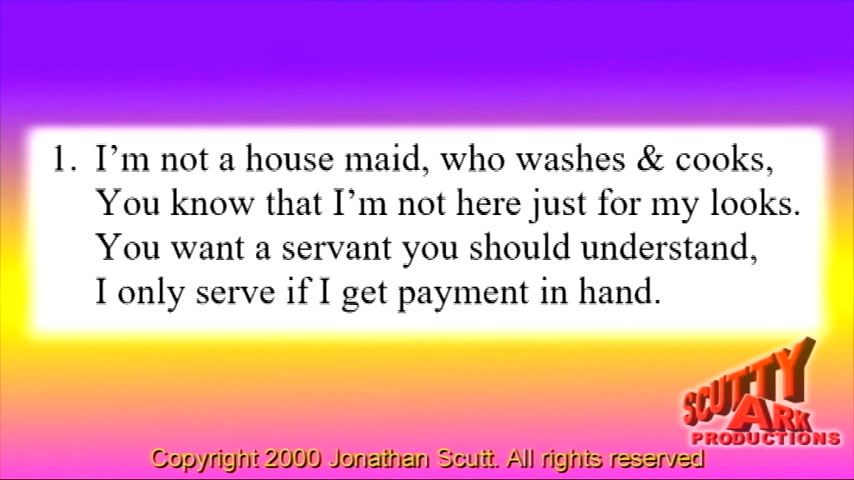 1. I'm not a house maid, who washes & cooks,
You know that I'm not here just for my looks.
You want a servant you should understand,
I only serve if I get payment in hand.
SCUTTY
ARK
PRODUCTIONS
Copyright 2000 Jonathan Scutt. All rights reserved